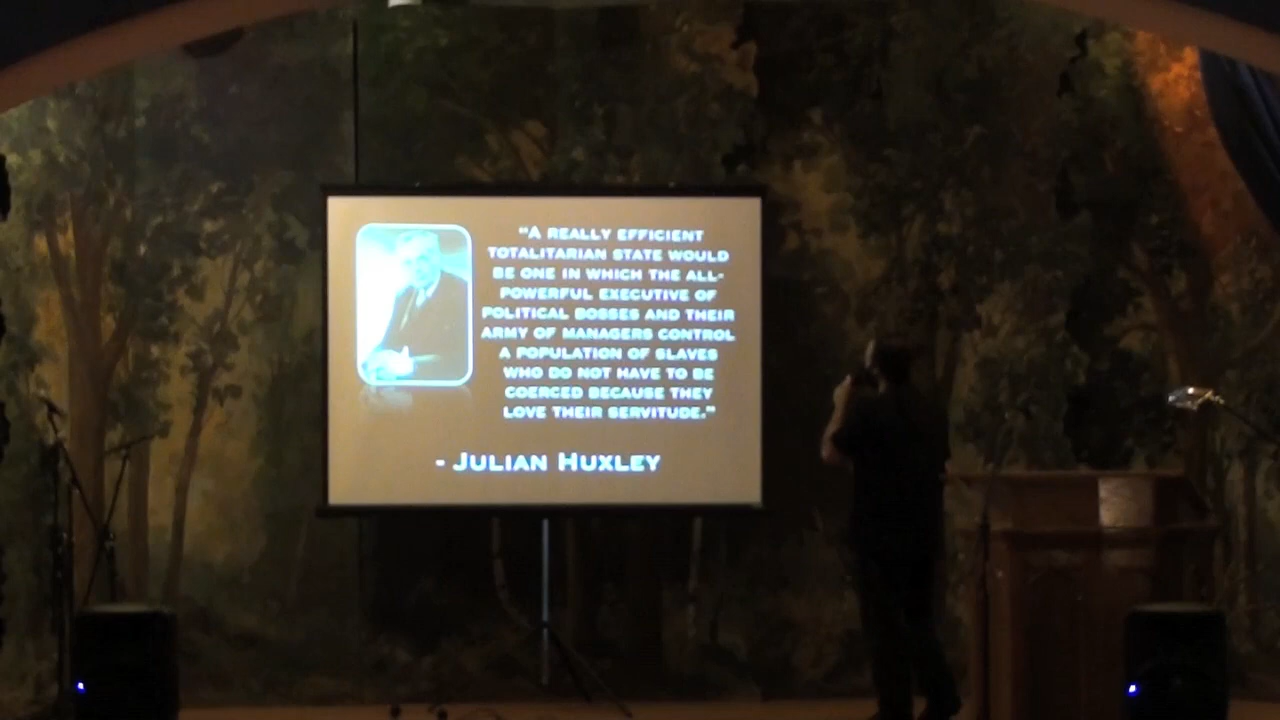 "A REALLY EFFICIENT
TOTALITARIAN STATE WOULD
BE ONE IN WHICH THE ALL-
POWERFUL EXECUTIVE OF
POLITICAL BOSSES AND THEIR
ARMY OF MANAGERS CONTROL
A POPULATION OF SLAVES
WHO DO NOT HAVE TO BE
COERCED BECAUSE THEY
LOVE THEIR SERVITUDE."
- JULIAN HUXLEY